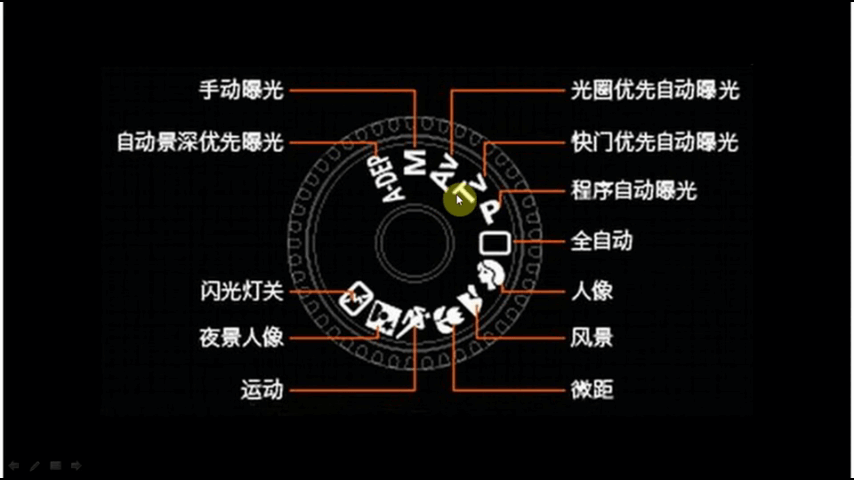 手动曝光
光圈优先自动曝光
自动景深优先曝光
快门优先自动曝光
A-DEP
M
AV
TV
P
程序自动曝光
全自动
闪光灯关
人像
夜景人像
风景
运动
微距